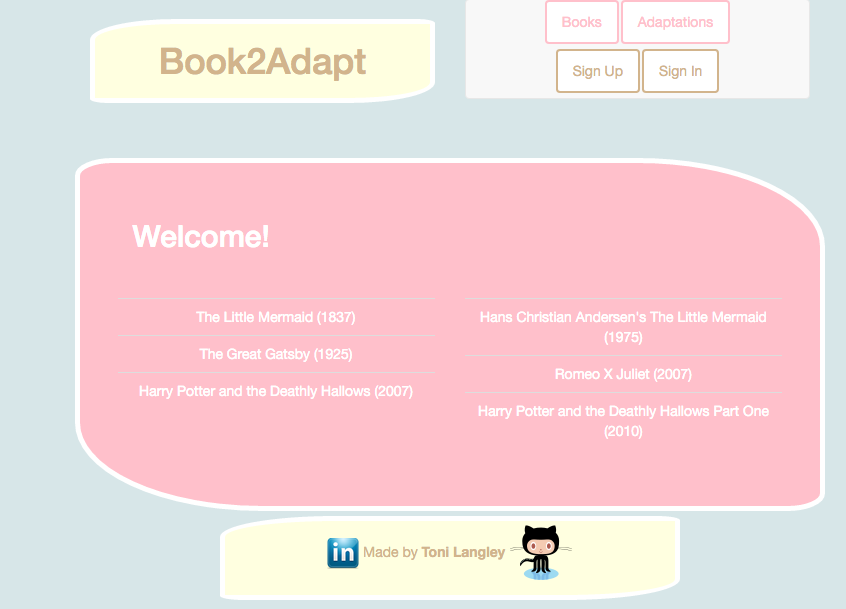 Book2Adapt
Books
Adaptations
Sign Up
Sign In
Welcome!
The Little Mermaid (1837)
The Great Gatsby (1925)
Harry Potter and the Deathly Hallows (2007)
Hans Christian Andersen's The Little Mermaid
(1975)
Romeo X Juliet (2007)
Harry Potter and the Deathly Hallows Part One
(2010)
in Made by Toni Langley